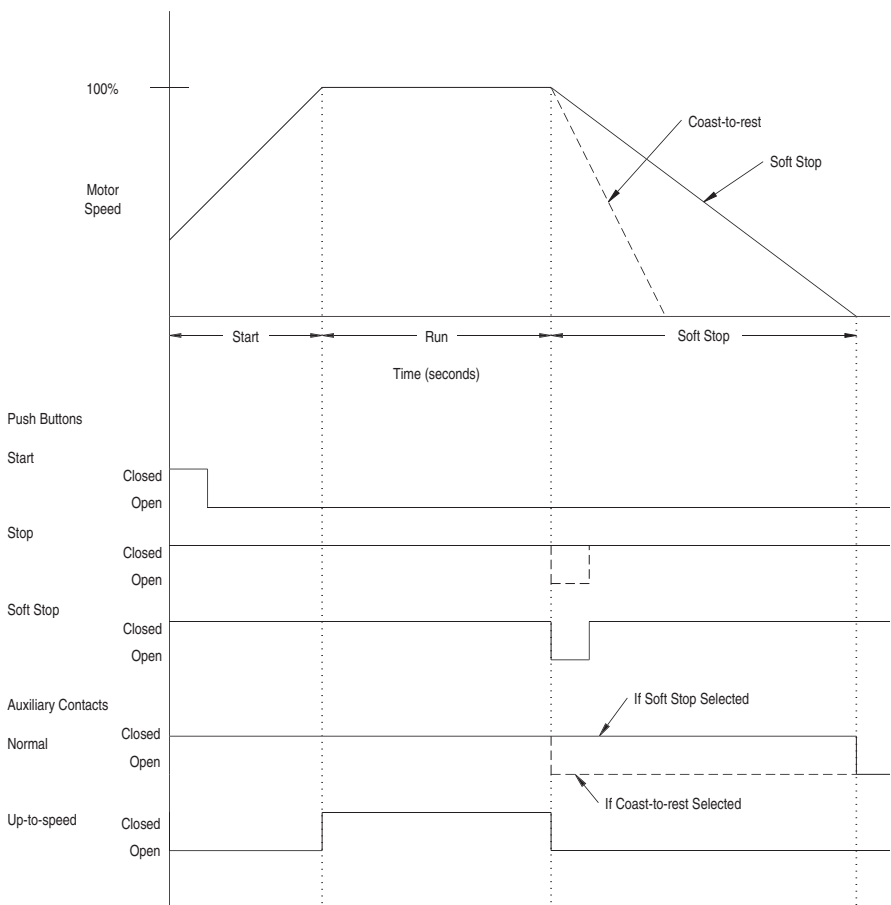 100%
Coast-to-rest
Soft Stop
Motor
Speed
Start
Run
Soft Stop
Time (seconds)
Push Buttons
Start
Closed
Open
Stop
Closed
Open
Soft Stop
Closed
Open
If Soft Stop Selected
Auxiliary Contacts
Closed
Normal
Open
If Coast-to-rest Selected
Up-to-speed
Closed
Open